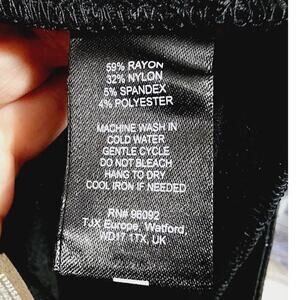 59% RAYON
32% NYLON
5% SPANDEX
4% POLYESTER
MACHINE WASH IN
COLD WATER
GENTLE CYCLE
DO NOT BLEACH
HANG TO DRY
COOL IRON IF NEEDED
RN# 96092
TJX Europe, Watford,
WD17 1TX, UK